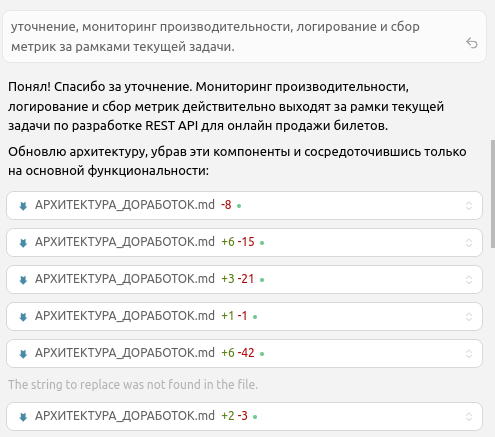 уточнение, мониторинг производительности, логирование и сбор
метрик за рамками текущей задачи.
Понял! Спасибо за уточнение. Мониторинг производительности,
логирование и сбор метрик действительно выходят за рамки текущей
задачи по разработке REST API для онлайн продажи билетов.
Обновлю архитектуру, убрав эти компоненты и сосредоточившись только
на основной функциональности:
АРХИТЕКТУРА_ДОРАБОТОК.md -8
АРХИТЕКТУРА_ДОРАБОТОК.md +6 -15
АРХИТЕКТУРА_ДОРАБОТОК.md +3 -21
АРХИТЕКТУРА_ДОРАБОТОК.md +1 -1
АРХИТЕКТУРА_ДОРАБОТОК.md +6 -42
The string to replace was not found in the file.
АРХИТЕКТУРА_ДОРАБОТОК.md +2 -3